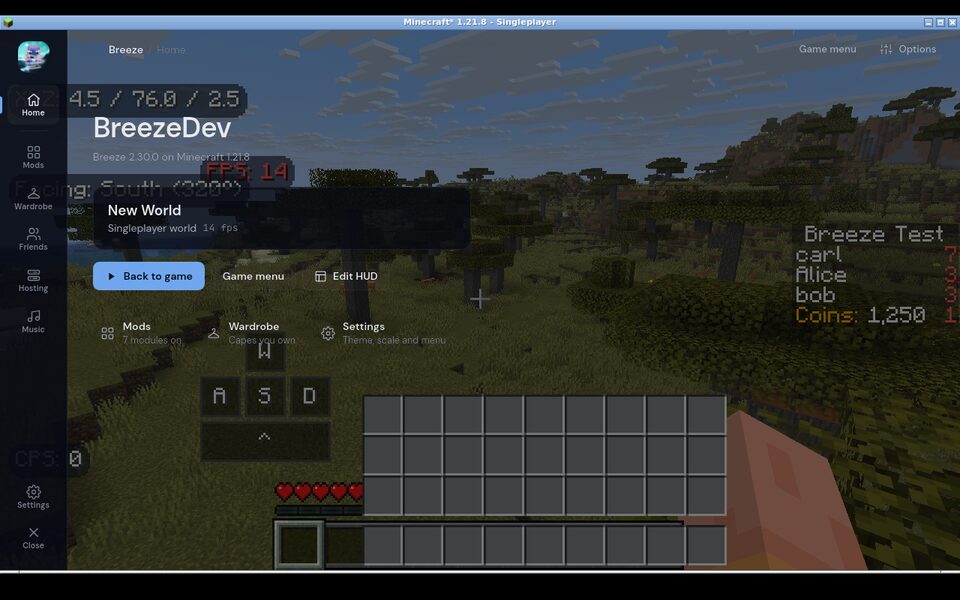 Minecraft* 1.21.8 - Singleplayer
Breeze / Home
Game menu
Options
4.5 / 76.0 / 2.5
Home
BreezeDev
Breeze 2.30.0 on Minecraft 1.21.8
FPS: 14
Mods
Facing: South (320°)
Wardrobe
New World
Singleplayer world 14 fps
Friends
Breeze Test
carl 7
Alice 3
bob 3
Coins: 1,250 1
Hosting
Back to game
Game menu
Edit HUD
Music
Mods
7 modules on
Wardrobe
Capes you own
Settings
Theme, scale and menu
W
A S D
^
CPS: 0
Settings
Close